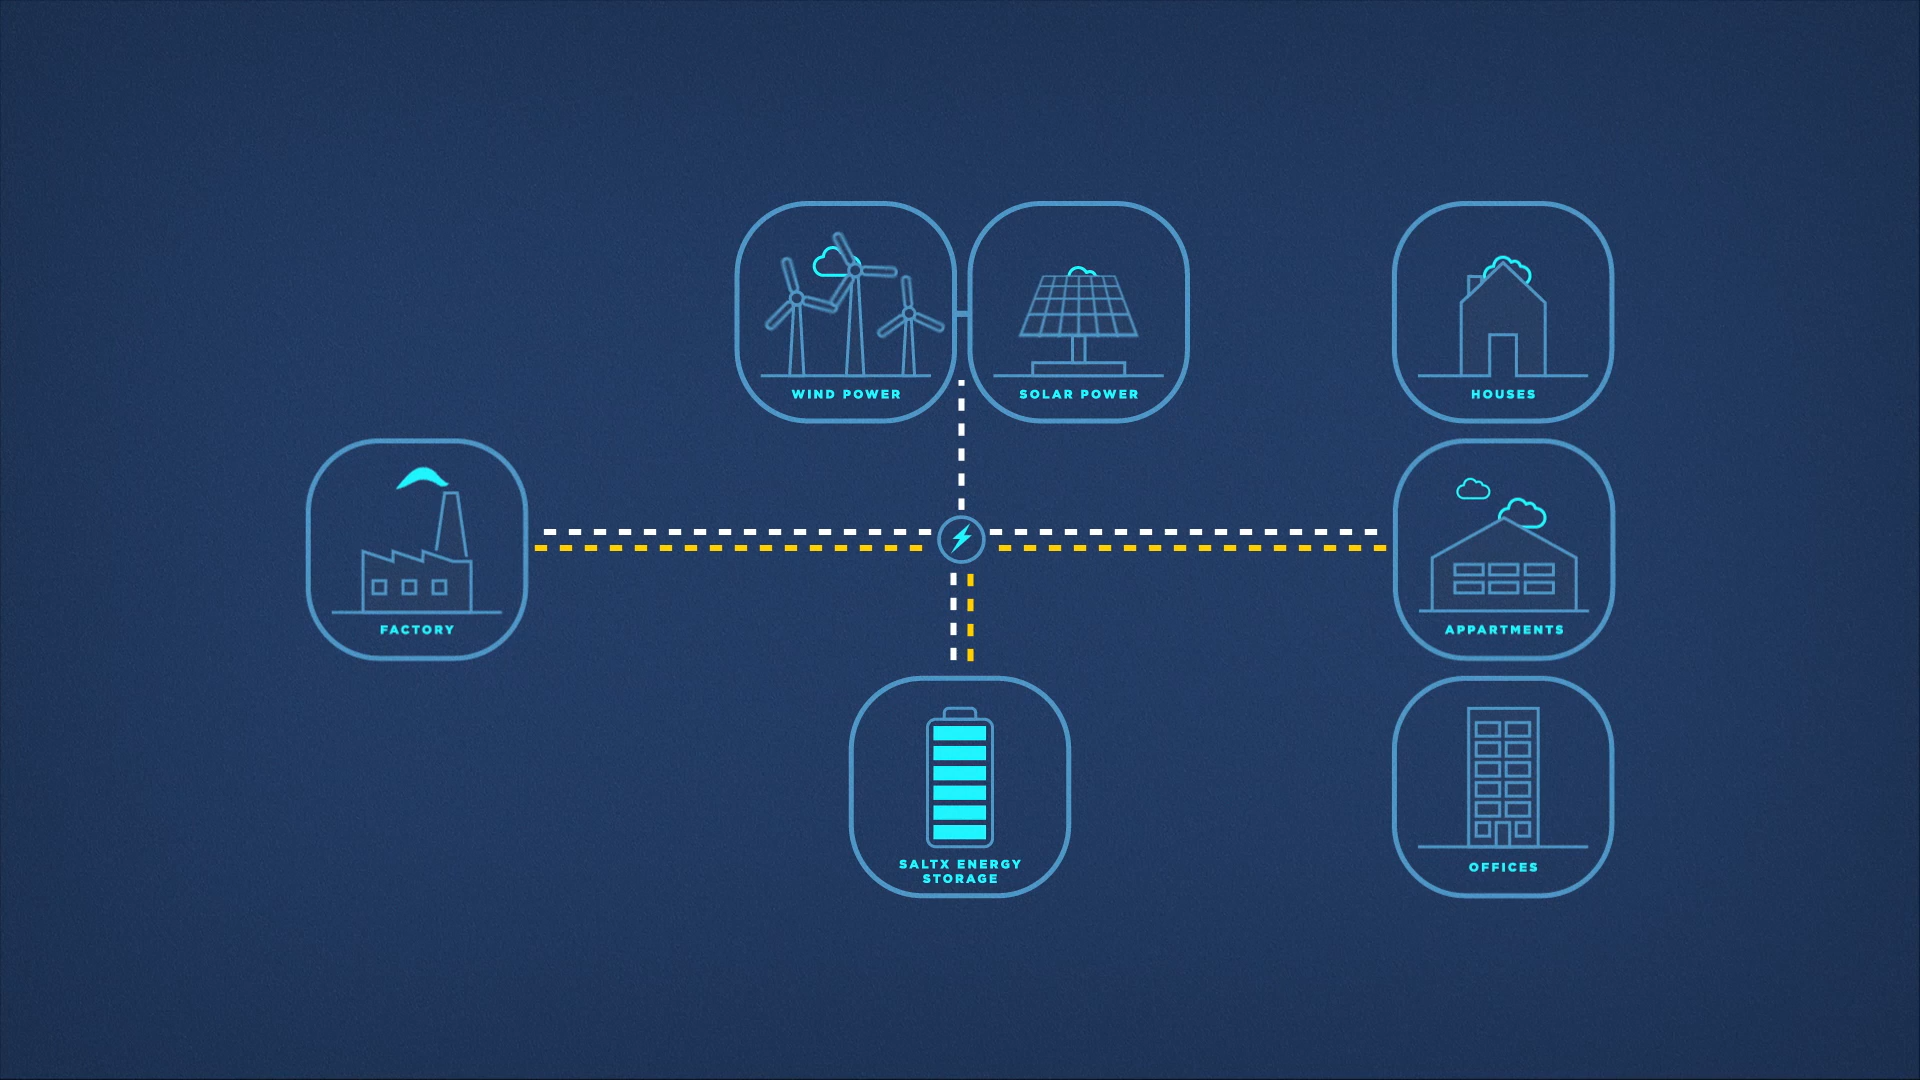 WIND POWER
SOLAR POWER
HOUSES
FACTORY
APPARTMENTS
SALTX ENERGY
STORAGE
OFFICES